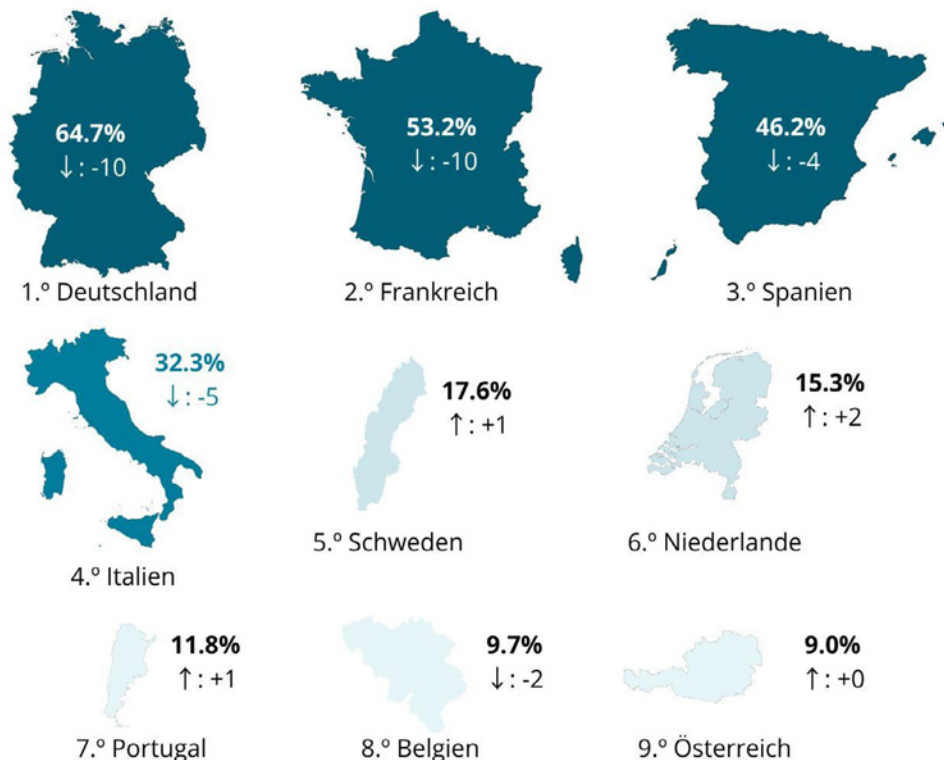 64.7%
↓: -10
1.º Deutschland
53.2%
↓: -10
2.º Frankreich
46.2%
↓: -4
3.º Spanien
32.3%
↓: -5
4.º Italien
17.6%
↑: +1
5.º Schweden
15.3%
↑: +2
6.º Niederlande
11.8%
↑: +1
7.º Portugal
9.7%
↓: -2
8.º Belgien
9.0%
↑: +0
9.º Österreich